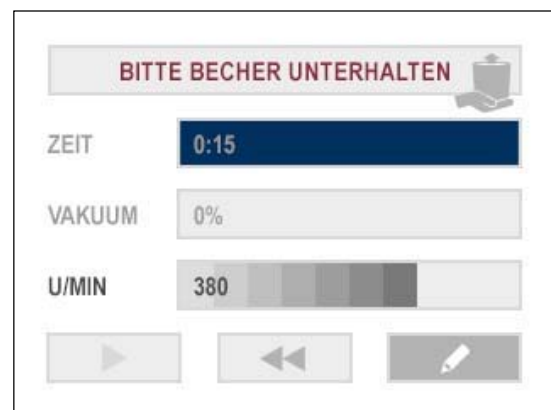 BITTE BECHER UNTERHALTEN
ZEIT 0:15
VAKUUM 0%
U/MIN 380